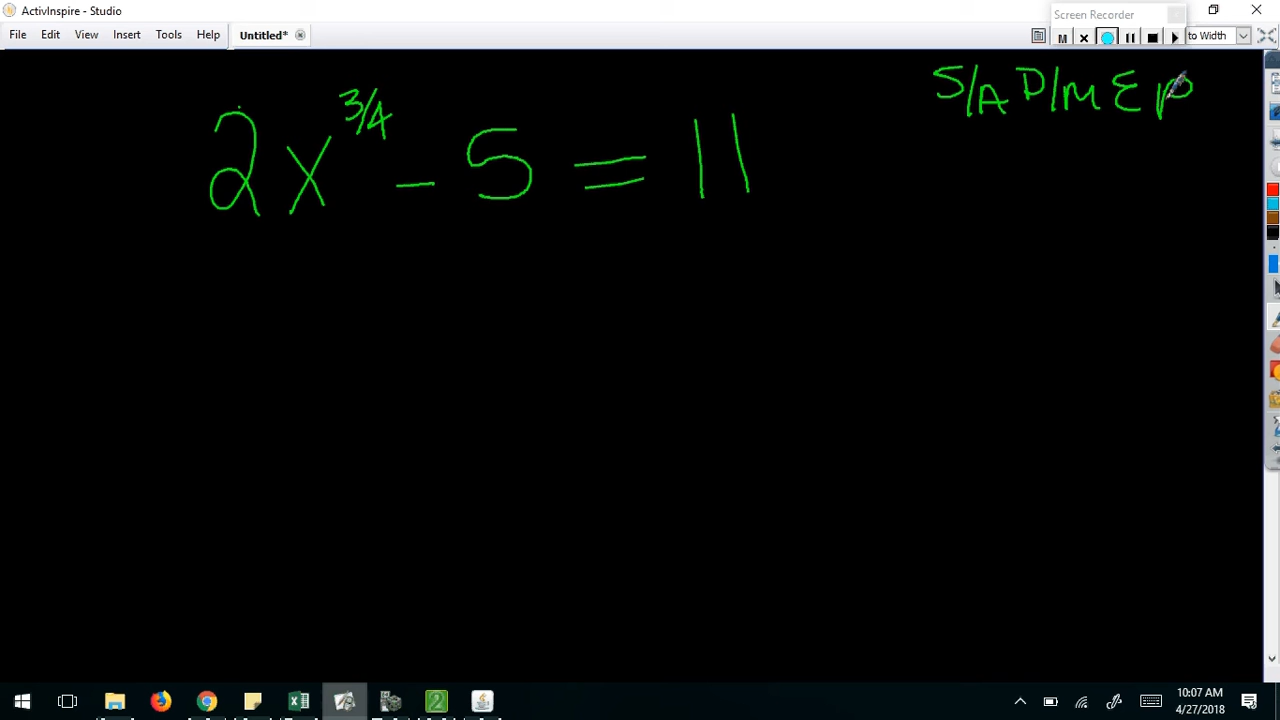 ActivInspire - Studio
Screen Recorder
File Edit View Insert Tools Help Untitled* to Width
S/A D/M E P
2x^3/4 - 5 = 11
10:07 AM
4/27/2018